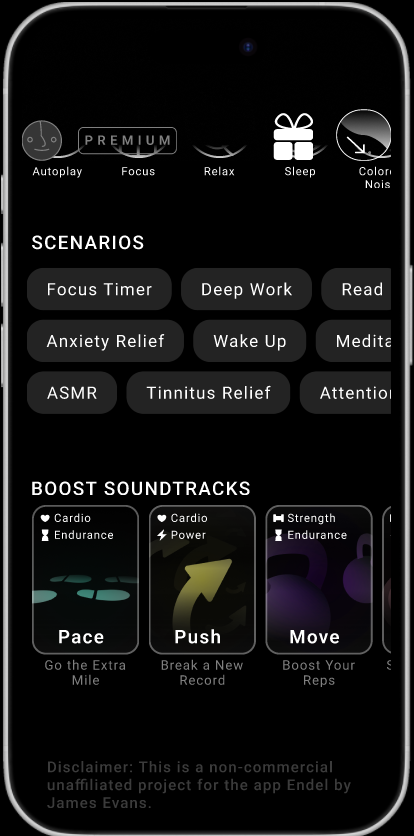 PREMIUM
Autoplay
Focus
Relax
Sleep
Colore
Nois
SCENARIOS
Focus Timer
Deep Work
Read
Anxiety Relief
Wake Up
Medita
ASMR
Tinnitus Relief
Attention
BOOST SOUNDTRACKS
Cardio
Endurance
Pace
Go the Extra
Mile
Cardio
Power
Push
Break a New
Record
Strength
Endurance
Move
Boost Your
Reps
S
Disclaimer: This is a non-commercial
unaffiliated project for the app Endel by
James Evans.